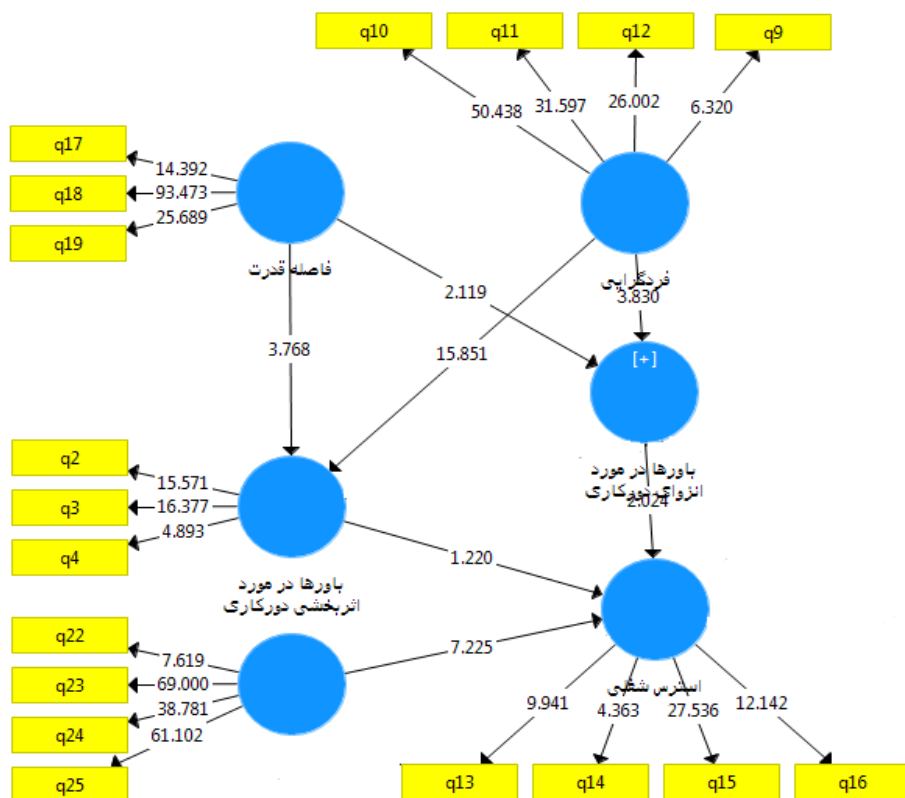 q10
q11
q12
q9
50.438
31.597
26.002
6.320
q17
q18
q19
14.392
93.473
25.689
فاصله قدرت
فردگرایی
3.830
2.119
3.768
15.851
[+]
باورها در مورد
انزوای دورکاری
2.024
q2
q3
q4
15.571
16.377
4.893
باورها در مورد
اثربخشی دورکاری
1.220
7.225
q22
q23
q24
q25
7.619
69.000
38.781
61.102
استرس شغلی
9.941
4.363
27.536
12.142
q13
q14
q15
q16